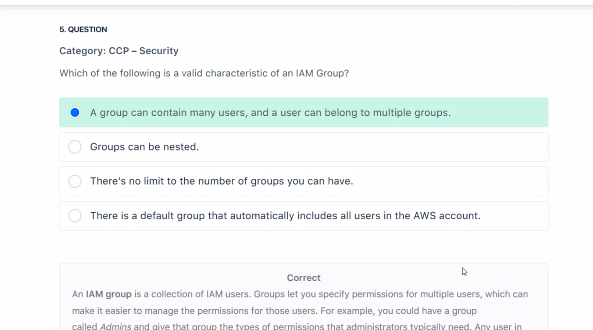 5. QUESTION
Category: CCP – Security
Which of the following is a valid characteristic of an IAM Group?
A group can contain many users, and a user can belong to multiple groups.
Groups can be nested.
There's no limit to the number of groups you can have.
There is a default group that automatically includes all users in the AWS account.
Correct
An IAM group is a collection of IAM users. Groups let you specify permissions for multiple users, which can
make it easier to manage the permissions for those users. For example, you could have a group
called Admins and give that group the types of permissions that administrators typically need. Any user in